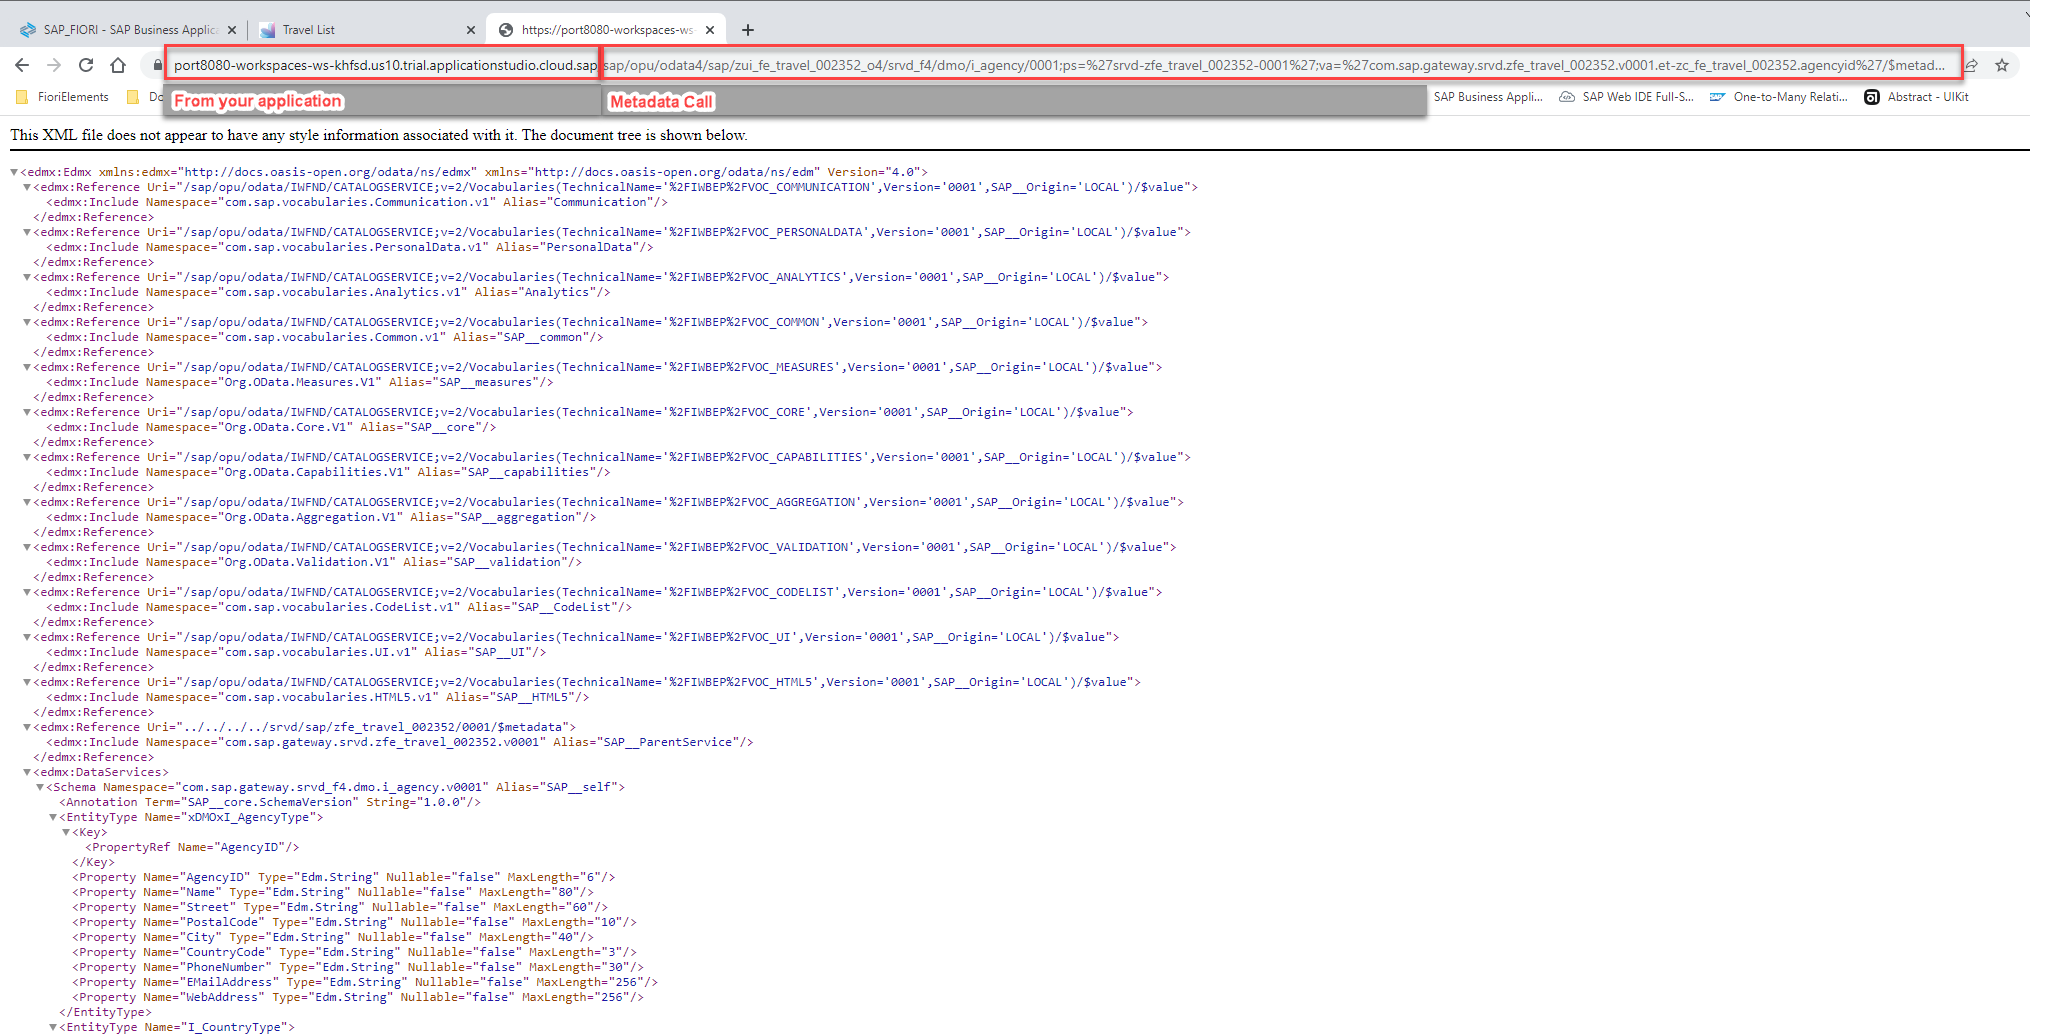 SAP_FIORI - SAP Business Applic
Travel List
https://port8080-workspaces-ws
port8080-workspaces-ws-khfsd.us10.trial.applicationstudio.cloud.sap/sap/opu/odata4/sap/zui_fe_travel_002352_o4/srvd_f4/dmo/i_agency/0001;ps=%27srvd-zfe_travel_002352-0001%27;va=%27com.sap.gateway.srvd.zfe_travel_002352.v0001.et-zc_fe_travel_002352.agencyid%27/$metad...
FioriElements
Do
From your application
Metadata Call
SAP Business Appli...
SAP Web IDE Full-S...
One-to-Many Relati...
Abstract - UIKit
This XML file does not appear to have any style information associated with it. The document tree is shown below.
▼<edmx:Edmx xmlns:edmx="http://docs.oasis-open.org/odata/ns/edmx" xmlns="http://docs.oasis-open.org/odata/ns/edm" Version="4.0">
▼<edmx:Reference Uri="/sap/opu/odata/IWFND/CATALOGSERVICE;v=2/Vocabularies(TechnicalName='%2FIWBEP%2FVOC_COMMUNICATION',Version='0001',SAP__Origin='LOCAL')/$value">
<edmx:Include Namespace="com.sap.vocabularies.Communication.v1" Alias="Communication"/>
</edmx:Reference>
▼<edmx:Reference Uri="/sap/opu/odata/IWFND/CATALOGSERVICE;v=2/Vocabularies(TechnicalName='%2FIWBEP%2FVOC_PERSONALDATA',Version='0001',SAP__Origin='LOCAL')/$value">
<edmx:Include Namespace="com.sap.vocabularies.PersonalData.v1" Alias="PersonalData"/>
</edmx:Reference>
▼<edmx:Reference Uri="/sap/opu/odata/IWFND/CATALOGSERVICE;v=2/Vocabularies(TechnicalName='%2FIWBEP%2FVOC_ANALYTICS',Version='0001',SAP__Origin='LOCAL')/$value">
<edmx:Include Namespace="com.sap.vocabularies.Analytics.v1" Alias="Analytics"/>
</edmx:Reference>
▼<edmx:Reference Uri="/sap/opu/odata/IWFND/CATALOGSERVICE;v=2/Vocabularies(TechnicalName='%2FIWBEP%2FVOC_COMMON',Version='0001',SAP__Origin='LOCAL')/$value">
<edmx:Include Namespace="com.sap.vocabularies.Common.v1" Alias="SAP__common"/>
</edmx:Reference>
▼<edmx:Reference Uri="/sap/opu/odata/IWFND/CATALOGSERVICE;v=2/Vocabularies(TechnicalName='%2FIWBEP%2FVOC_MEASURES',Version='0001',SAP__Origin='LOCAL')/$value">
<edmx:Include Namespace="Org.OData.Measures.V1" Alias="SAP__measures"/>
</edmx:Reference>
▼<edmx:Reference Uri="/sap/opu/odata/IWFND/CATALOGSERVICE;v=2/Vocabularies(TechnicalName='%2FIWBEP%2FVOC_CORE',Version='0001',SAP__Origin='LOCAL')/$value">
<edmx:Include Namespace="Org.OData.Core.V1" Alias="SAP__core"/>
</edmx:Reference>
▼<edmx:Reference Uri="/sap/opu/odata/IWFND/CATALOGSERVICE;v=2/Vocabularies(TechnicalName='%2FIWBEP%2FVOC_CAPABILITIES',Version='0001',SAP__Origin='LOCAL')/$value">
<edmx:Include Namespace="Org.OData.Capabilities.V1" Alias="SAP__capabilities"/>
</edmx:Reference>
▼<edmx:Reference Uri="/sap/opu/odata/IWFND/CATALOGSERVICE;v=2/Vocabularies(TechnicalName='%2FIWBEP%2FVOC_AGGREGATION',Version='0001',SAP__Origin='LOCAL')/$value">
<edmx:Include Namespace="Org.OData.Aggregation.V1" Alias="SAP__aggregation"/>
</edmx:Reference>
▼<edmx:Reference Uri="/sap/opu/odata/IWFND/CATALOGSERVICE;v=2/Vocabularies(TechnicalName='%2FIWBEP%2FVOC_VALIDATION',Version='0001',SAP__Origin='LOCAL')/$value">
<edmx:Include Namespace="Org.OData.Validation.V1" Alias="SAP__validation"/>
</edmx:Reference>
▼<edmx:Reference Uri="/sap/opu/odata/IWFND/CATALOGSERVICE;v=2/Vocabularies(TechnicalName='%2FIWBEP%2FVOC_CODELIST',Version='0001',SAP__Origin='LOCAL')/$value">
<edmx:Include Namespace="com.sap.vocabularies.CodeList.v1" Alias="SAP__CodeList"/>
</edmx:Reference>
▼<edmx:Reference Uri="/sap/opu/odata/IWFND/CATALOGSERVICE;v=2/Vocabularies(TechnicalName='%2FIWBEP%2FVOC_UI',Version='0001',SAP__Origin='LOCAL')/$value">
<edmx:Include Namespace="com.sap.vocabularies.UI.v1" Alias="SAP__UI"/>
</edmx:Reference>
▼<edmx:Reference Uri="/sap/opu/odata/IWFND/CATALOGSERVICE;v=2/Vocabularies(TechnicalName='%2FIWBEP%2FVOC_HTML5',Version='0001',SAP__Origin='LOCAL')/$value">
<edmx:Include Namespace="com.sap.vocabularies.HTML5.v1" Alias="SAP__HTML5"/>
</edmx:Reference>
▼<edmx:Reference Uri="../../../../srvd/sap/zfe_travel_002352/0001/$metadata">
<edmx:Include Namespace="com.sap.gateway.srvd.zfe_travel_002352.v0001" Alias="SAP__ParentService"/>
</edmx:Reference>
▼<edmx:DataServices>
▼<Schema Namespace="com.sap.gateway.srvd_f4.dmo.i_agency.v0001" Alias="SAP__self">
<Annotation Term="SAP__core.SchemaVersion" String="1.0.0"/>
▼<EntityType Name="xDMOxI_AgencyType">
▼<Key>
<PropertyRef Name="AgencyID"/>
</Key>
<Property Name="AgencyID" Type="Edm.String" Nullable="false" MaxLength="6"/>
<Property Name="Name" Type="Edm.String" Nullable="false" MaxLength="80"/>
<Property Name="Street" Type="Edm.String" Nullable="false" MaxLength="60"/>
<Property Name="PostalCode" Type="Edm.String" Nullable="false" MaxLength="10"/>
<Property Name="City" Type="Edm.String" Nullable="false" MaxLength="40"/>
<Property Name="CountryCode" Type="Edm.String" Nullable="false" MaxLength="3"/>
<Property Name="PhoneNumber" Type="Edm.String" Nullable="false" MaxLength="30"/>
<Property Name="EMailAddress" Type="Edm.String" Nullable="false" MaxLength="256"/>
<Property Name="WebAddress" Type="Edm.String" Nullable="false" MaxLength="256"/>
</EntityType>
▼<EntityType Name="I_CountryType">